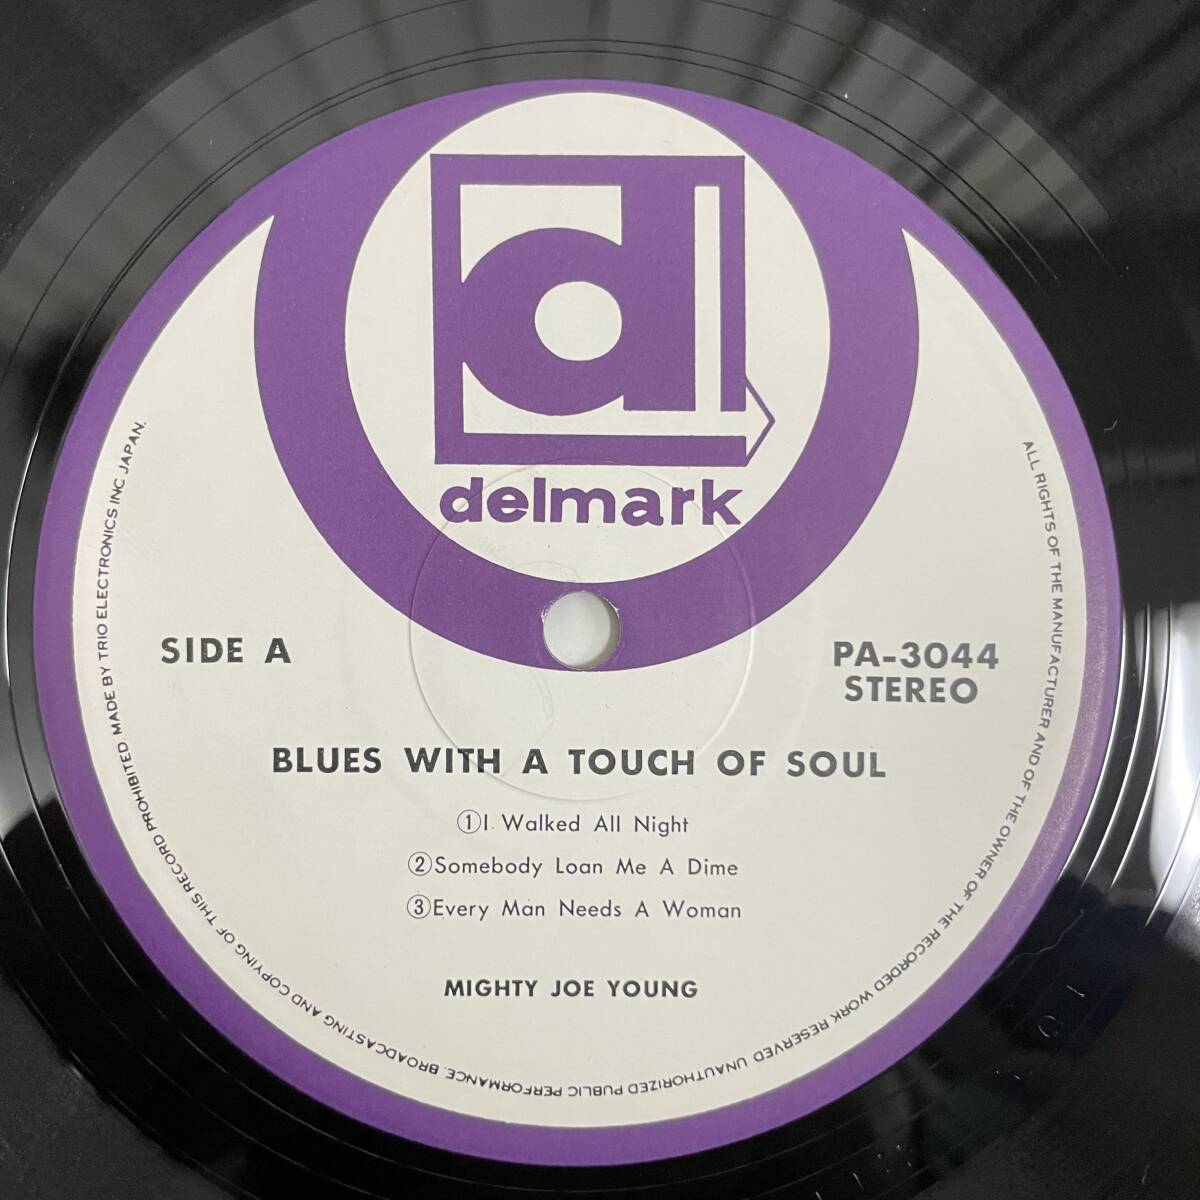 d
delmark
SIDE A
PA-3044
STEREO
BLUES WITH A TOUCH OF SOUL
①I Walked All Night
②Somebody Loan Me A Dime
③Every Man Needs A Woman
MIGHTY JOE YOUNG
ALL RIGHTS OF THE MANUFACTURER AND OF THE OWNER OF THE RECORDED WORK RESERVED UNAUTHORIZED PUBLIC PERFORMANCE. BROADCASTING AND COPYING OF THIS RECORD PROHIBITED MADE BY TRIO ELECTRONICS INC JAPAN.